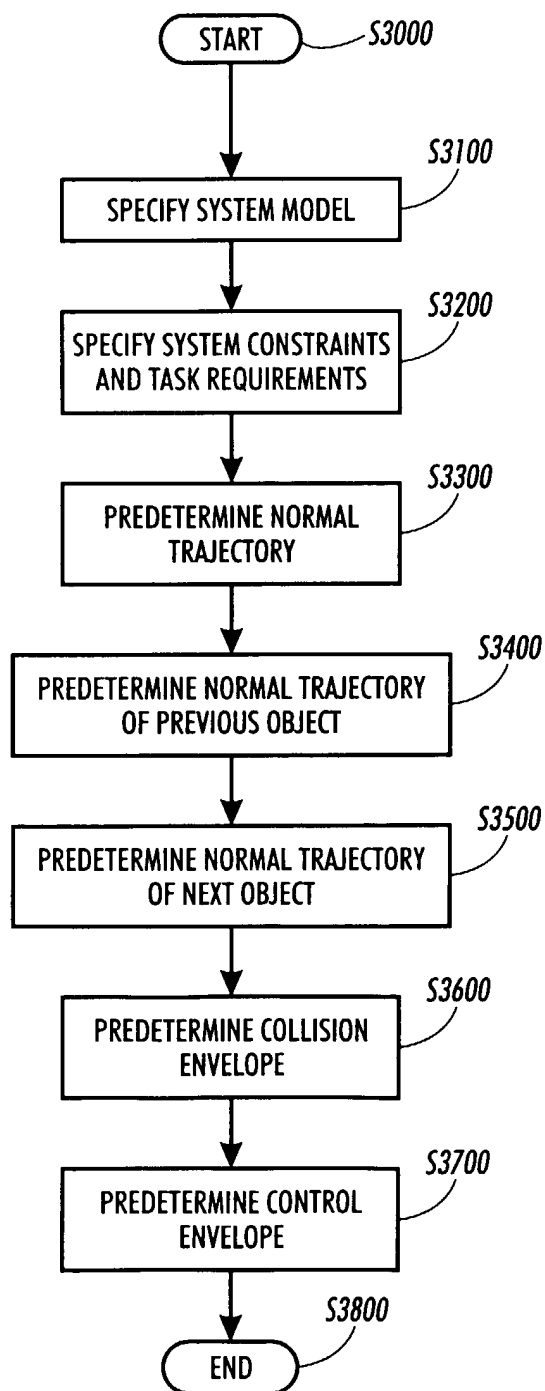 START
S3000
S3100
SPECIFY SYSTEM MODEL
S3200
SPECIFY SYSTEM CONSTRAINTS
AND TASK REQUIREMENTS
S3300
PREDETERMINE NORMAL
TRAJECTORY
S3400
PREDETERMINE NORMAL TRAJECTORY
OF PREVIOUS OBJECT
S3500
PREDETERMINE NORMAL TRAJECTORY
OF NEXT OBJECT
S3600
PREDETERMINE COLLISION
ENVELOPE
S3700
PREDETERMINE CONTROL
ENVELOPE
S3800
END